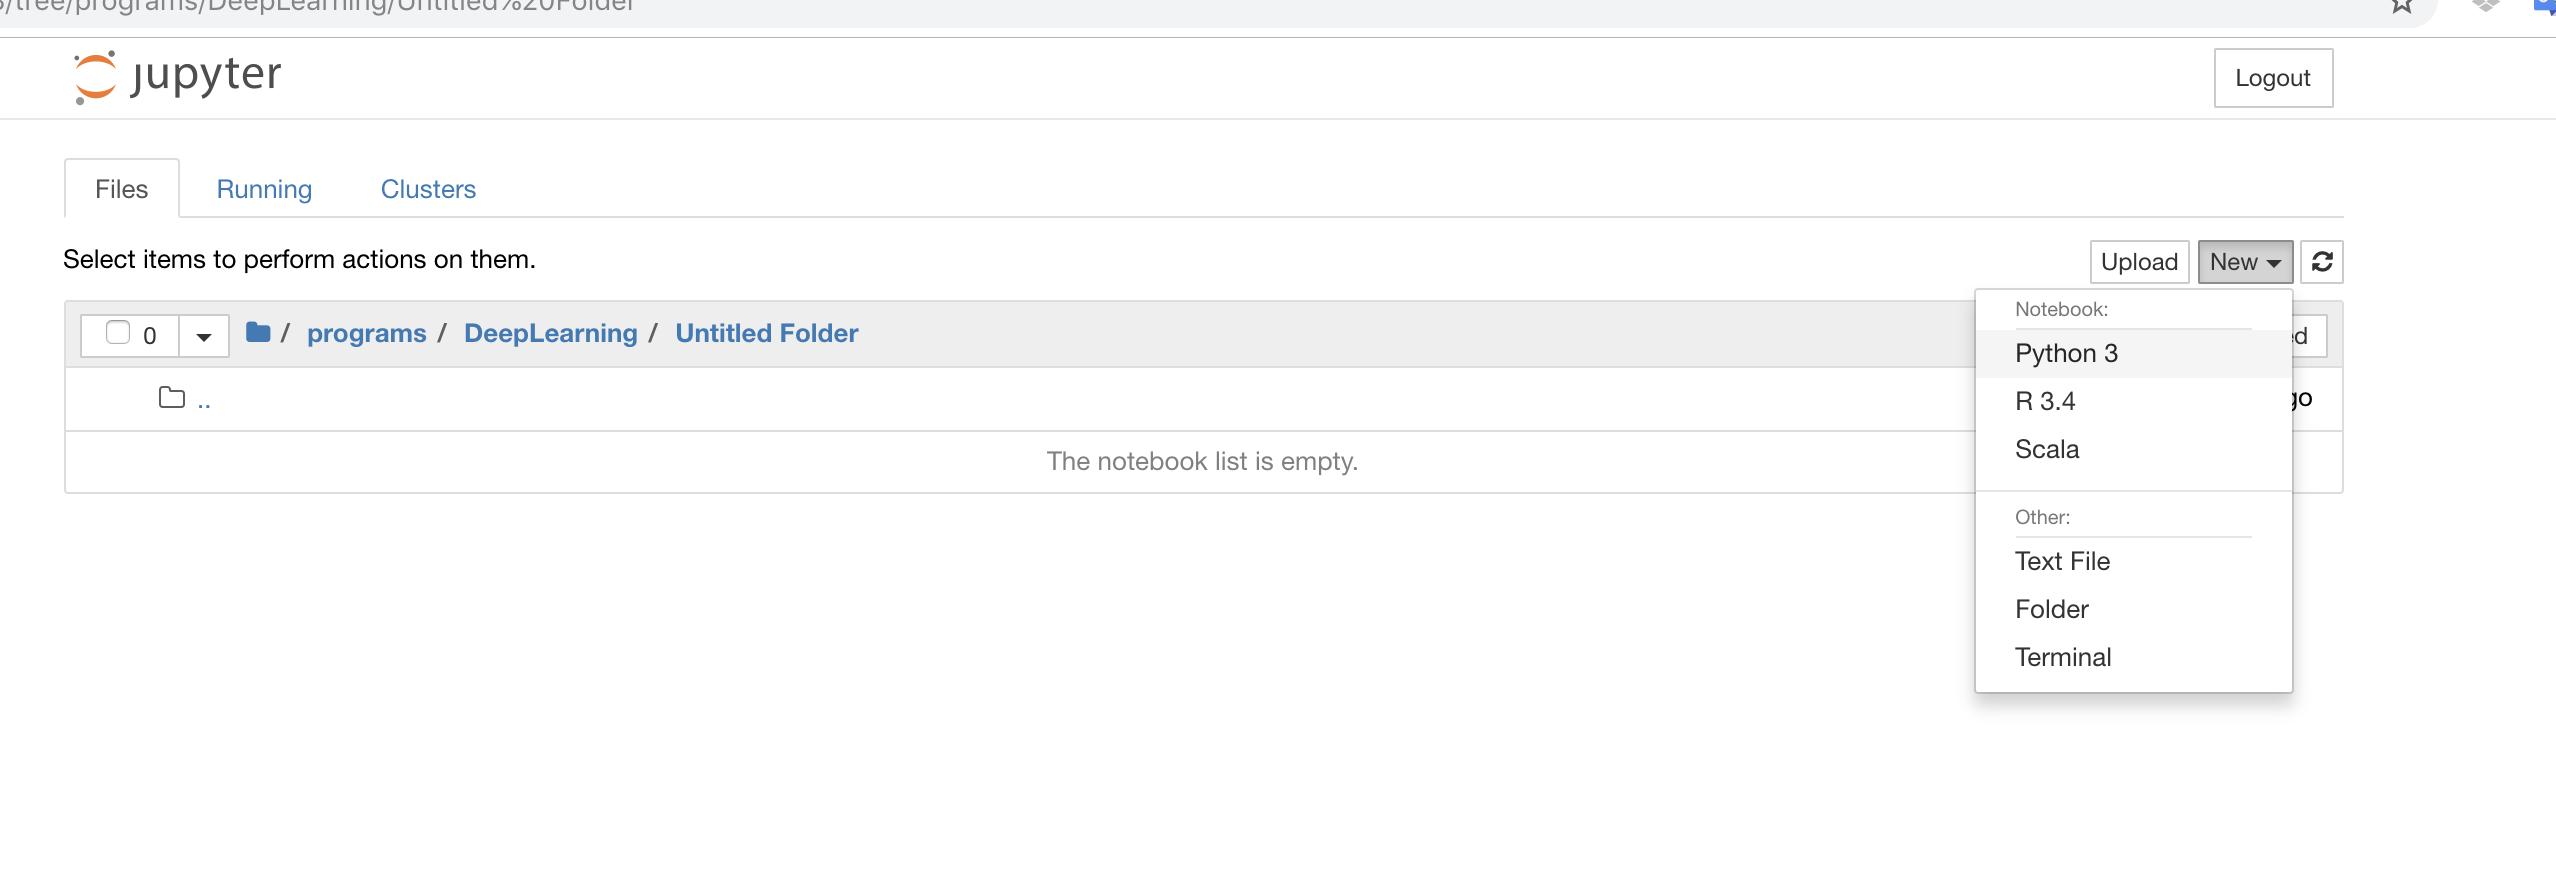 /tree/programs/DeepLearning/Untitled%20Folder
jupyter
Logout
Files Running Clusters
Select items to perform actions on them.
Upload New
0 / programs / DeepLearning / Untitled Folder
..
The notebook list is empty.
Notebook:
Python 3
R 3.4
Scala
Other:
Text File
Folder
Terminal